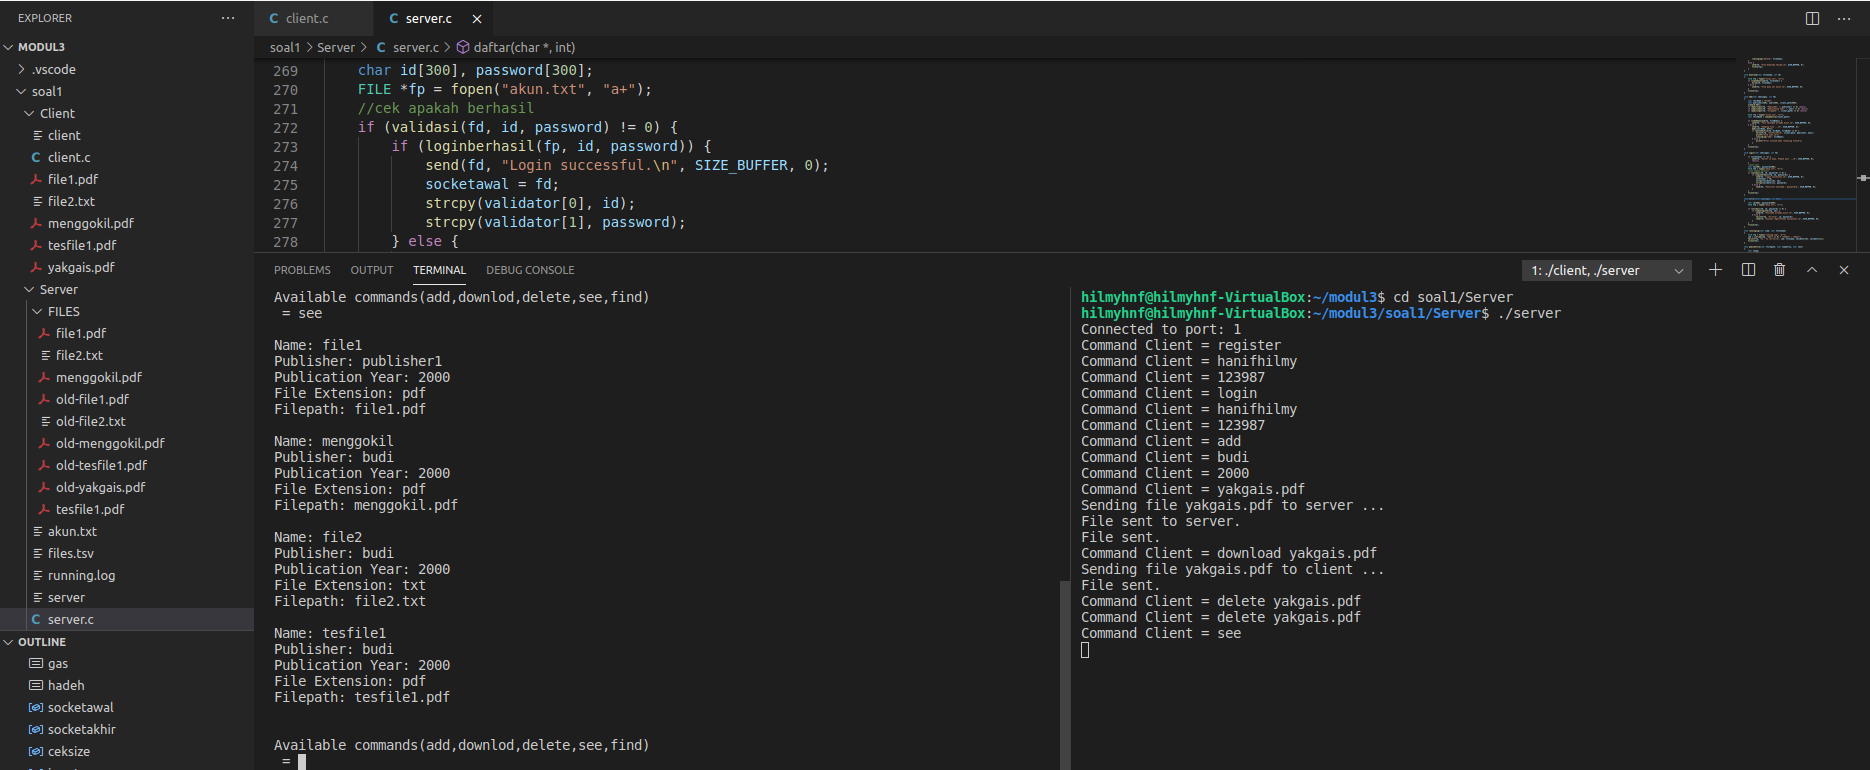 EXPLORER ...
MODUL3
.vscode
soal1
Client
client
client.c
file1.pdf
file2.txt
menggokil.pdf
tesfile1.pdf
yakgais.pdf
Server
FILES
file1.pdf
file2.txt
menggokil.pdf
old-file1.pdf
old-file2.txt
old-menggokil.pdf
old-tesfile1.pdf
old-yakgais.pdf
tesfile1.pdf
akun.txt
files.tsv
running.log
server
C server.c
OUTLINE
gas
hadeh
socketawal
socketakhir
ceksize
C client.c
C server.c
soal1 > Server > C server.c > daftar(char *, int)
269 char id[300], password[300];
270 FILE *fp = fopen("akun.txt", "a+");
271 //cek apakah berhasil
272 if (validasi(fd, id, password) != 0) {
273 if (loginberhasil(fp, id, password)) {
274 send(fd, "Login successful.\n", SIZE_BUFFER, 0);
275 socketawal = fd;
276 strcpy(validator[0], id);
277 strcpy(validator[1], password);
278 } else {
PROBLEMS OUTPUT TERMINAL DEBUG CONSOLE
1: ./client, ./server
Available commands(add,downlod,delete,see,find)
= see
Name: file1
Publisher: publisher1
Publication Year: 2000
File Extension: pdf
Filepath: file1.pdf
Name: menggokil
Publisher: budi
Publication Year: 2000
File Extension: pdf
Filepath: menggokil.pdf
Name: file2
Publisher: budi
Publication Year: 2000
File Extension: txt
Filepath: file2.txt
Name: tesfile1
Publisher: budi
Publication Year: 2000
File Extension: pdf
Filepath: tesfile1.pdf
Available commands(add,downlod,delete,see,find)
=
hilmyhnf@hilmyhnf-VirtualBox:~/modul3$ cd soal1/Server
hilmyhnf@hilmyhnf-VirtualBox:~/modul3/soal1/Server$ ./server
Connected to port: 1
Command Client = register
Command Client = hanifhilmy
Command Client = 123987
Command Client = login
Command Client = hanifhilmy
Command Client = 123987
Command Client = add
Command Client = budi
Command Client = 2000
Command Client = yakgais.pdf
Sending file yakgais.pdf to server ...
File sent to server.
File sent.
Command Client = download yakgais.pdf
Sending file yakgais.pdf to client ...
File sent.
Command Client = delete yakgais.pdf
Command Client = delete yakgais.pdf
Command Client = see